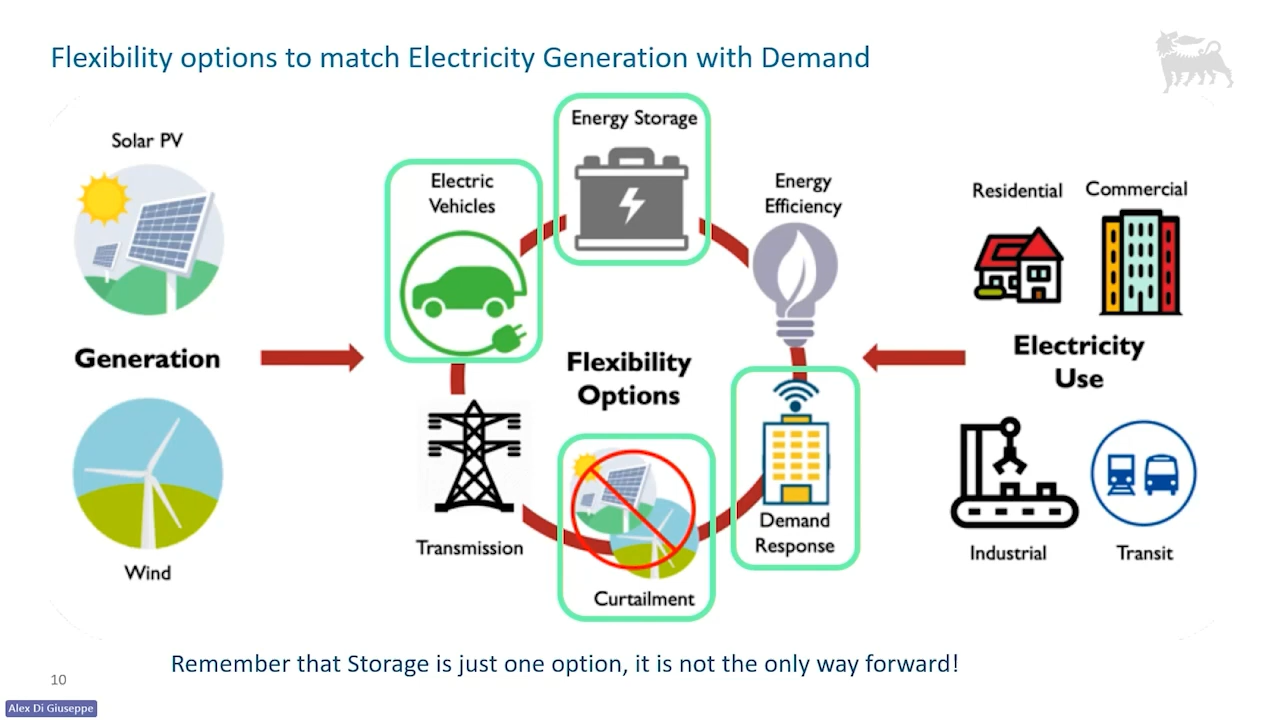 Flexibility options to match Electricity Generation with Demand
Solar PV
Generation
Wind
Electric
Vehicles
Energy Storage
Energy
Efficiency
Flexibility
Options
Transmission
Curtailment
Demand
Response
Residential
Commercial
Electricity
Use
Industrial
Transit
Remember that Storage is just one option, it is not the only way forward!
10
Alex Di Giuseppe